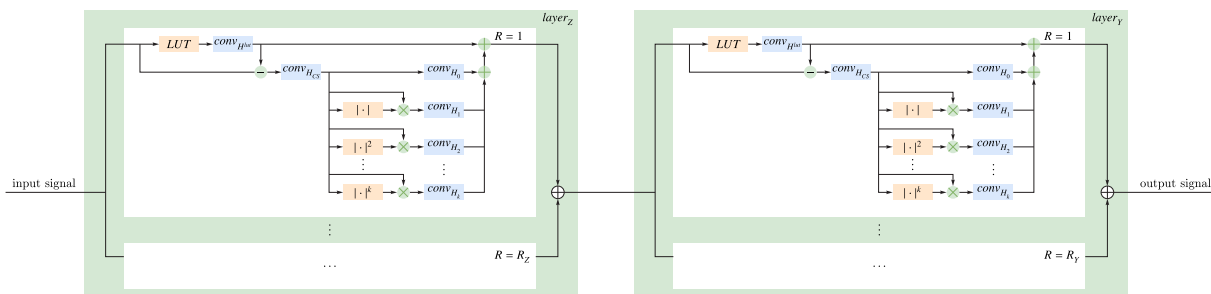 layer_Z
R = 1
LUT
conv_{H^{lut}}
conv_{H_{CS}}
conv_{H_0}
| · |
conv_{H_1}
| · |^2
conv_{H_2}
⋮
⋮
| · |^k
conv_{H_k}
input signal
⋮
R = R_Z
...
layer_Y
R = 1
LUT
conv_{H^{lut}}
conv_{H_{CS}}
conv_{H_0}
| · |
conv_{H_1}
| · |^2
conv_{H_2}
⋮
⋮
| · |^k
conv_{H_k}
output signal
⋮
R = R_Y
...